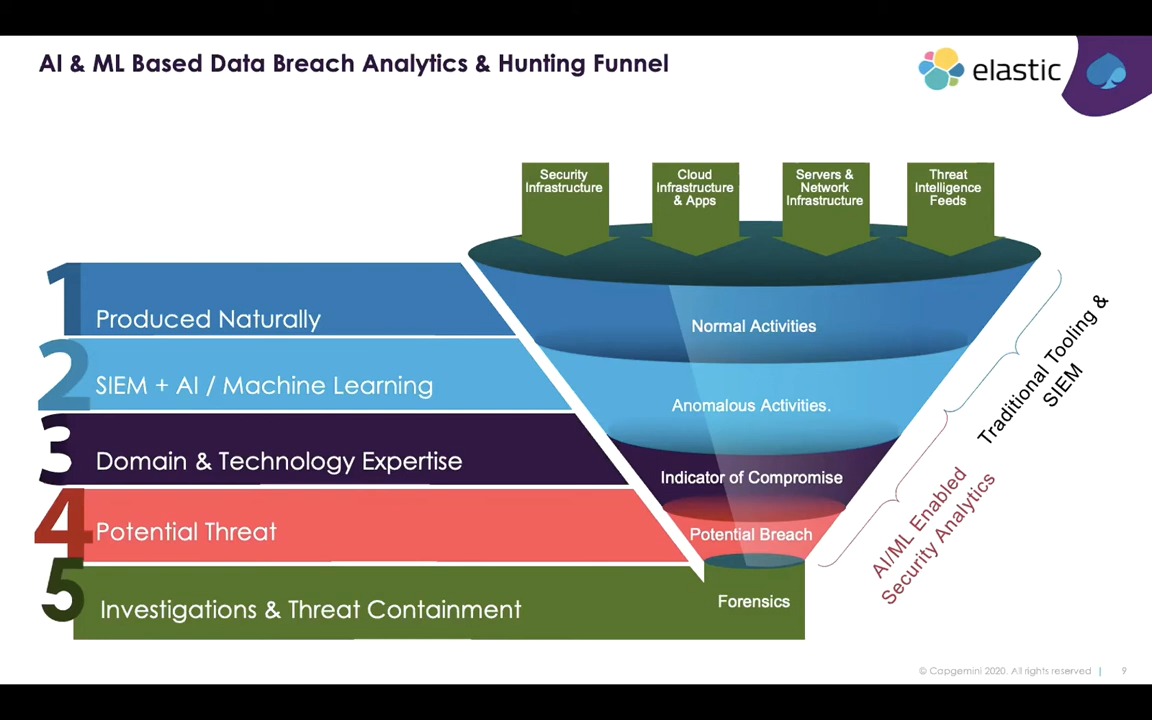 AI & ML Based Data Breach Analytics & Hunting Funnel
elastic
Security
Infrastructure
Cloud
Infrastructure
& Apps
Servers &
Network
Infrastructure
Threat
Intelligence
Feeds
1
Produced Naturally
Normal Activities
2
SIEM + AI / Machine Learning
Anomalous Activities.
3
Domain & Technology Expertise
Indicator of Compromise
4
Potential Threat
Potential Breach
5
Investigations & Threat Containment
Forensics
Traditional Tooling &
SIEM
AI/ML Enabled
Security Analytics
© Capgemini 2020. All rights reserved | 9